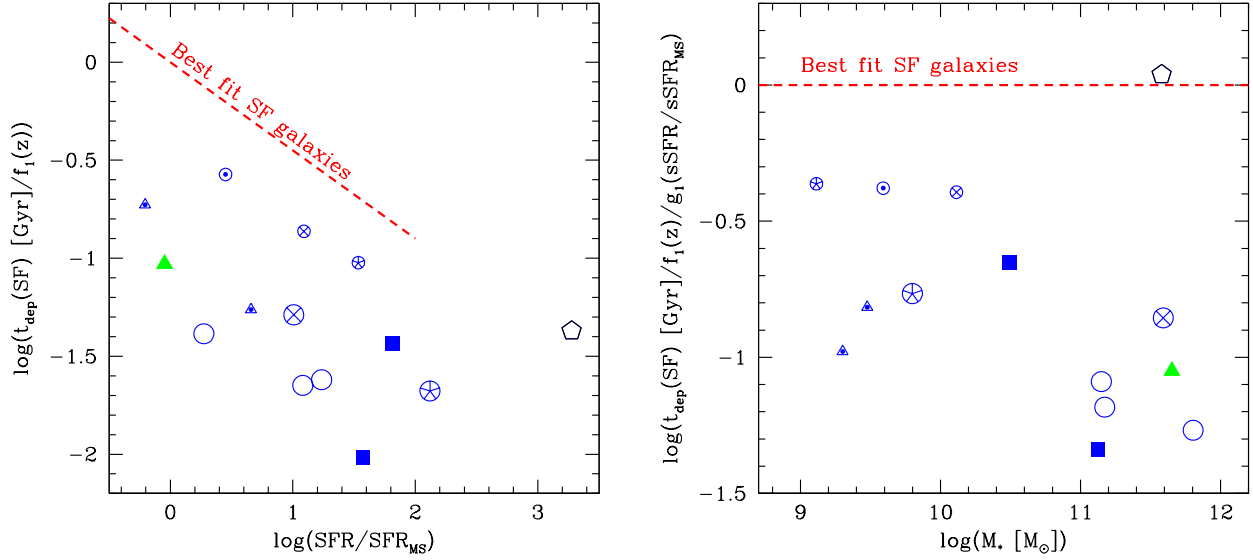 log(t_dep(SF) [Gyr]/f_1(z))
0
−0.5
−1
−1.5
−2
Best fit SF galaxies
0 1 2 3
log(SFR/SFR_MS)
log(t_dep(SF) [Gyr]/f_1(z)/g_1(sSFR/sSFR_MS)
0
−0.5
−1
−1.5
Best fit SF galaxies
9 10 11 12
log(M_* [M_⊙])